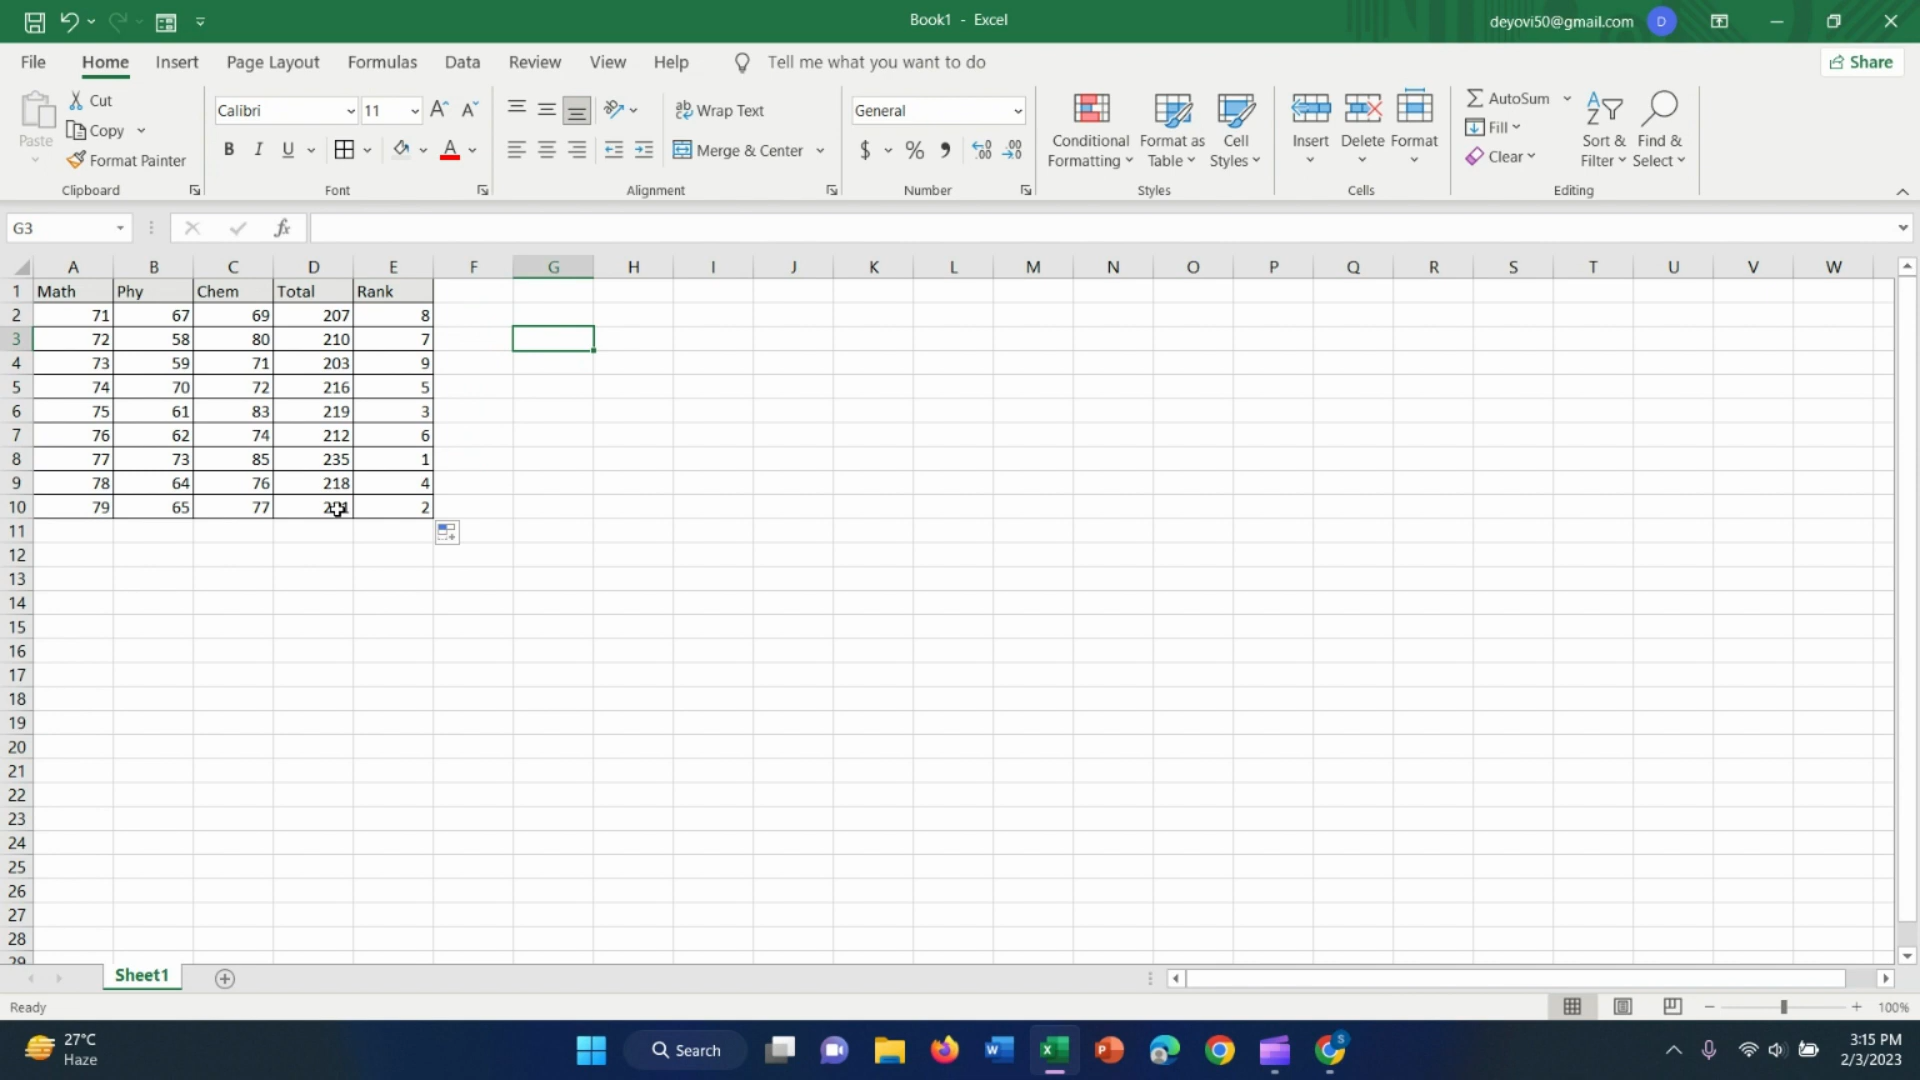 Book1 - Excel
deyovi50@gmail.com
D
File Home Insert Page Layout Formulas Data Review View Help Tell me what you want to do
Share
Paste
Cut
Copy
Format Painter
Clipboard
Calibri 11 A A
B I U A
Font
Wrap Text
Merge & Center
Alignment
General
$ % ,
Number
Conditional Formatting
Format as Table
Cell Styles
Styles
Insert Delete Format
Cells
AutoSum
Fill
Clear
Sort & Filter
Find & Select
Editing
G3 fx
A B C D E F G H I J K L M N O P Q R S T U V W
1 Math Phy Chem Total Rank
2 71 67 69 207 8
3 72 58 80 210 7
4 73 59 71 203 9
5 74 70 72 216 5
6 75 61 83 219 3
7 76 62 74 212 6
8 77 73 85 235 1
9 78 64 76 218 4
10 79 65 77 2
11
12
13
14
15
16
17
18
19
20
21
22
23
24
25
26
27
28
29
Sheet1
Ready
100%
27°C
Haze
Search
3:15 PM
2/3/2023